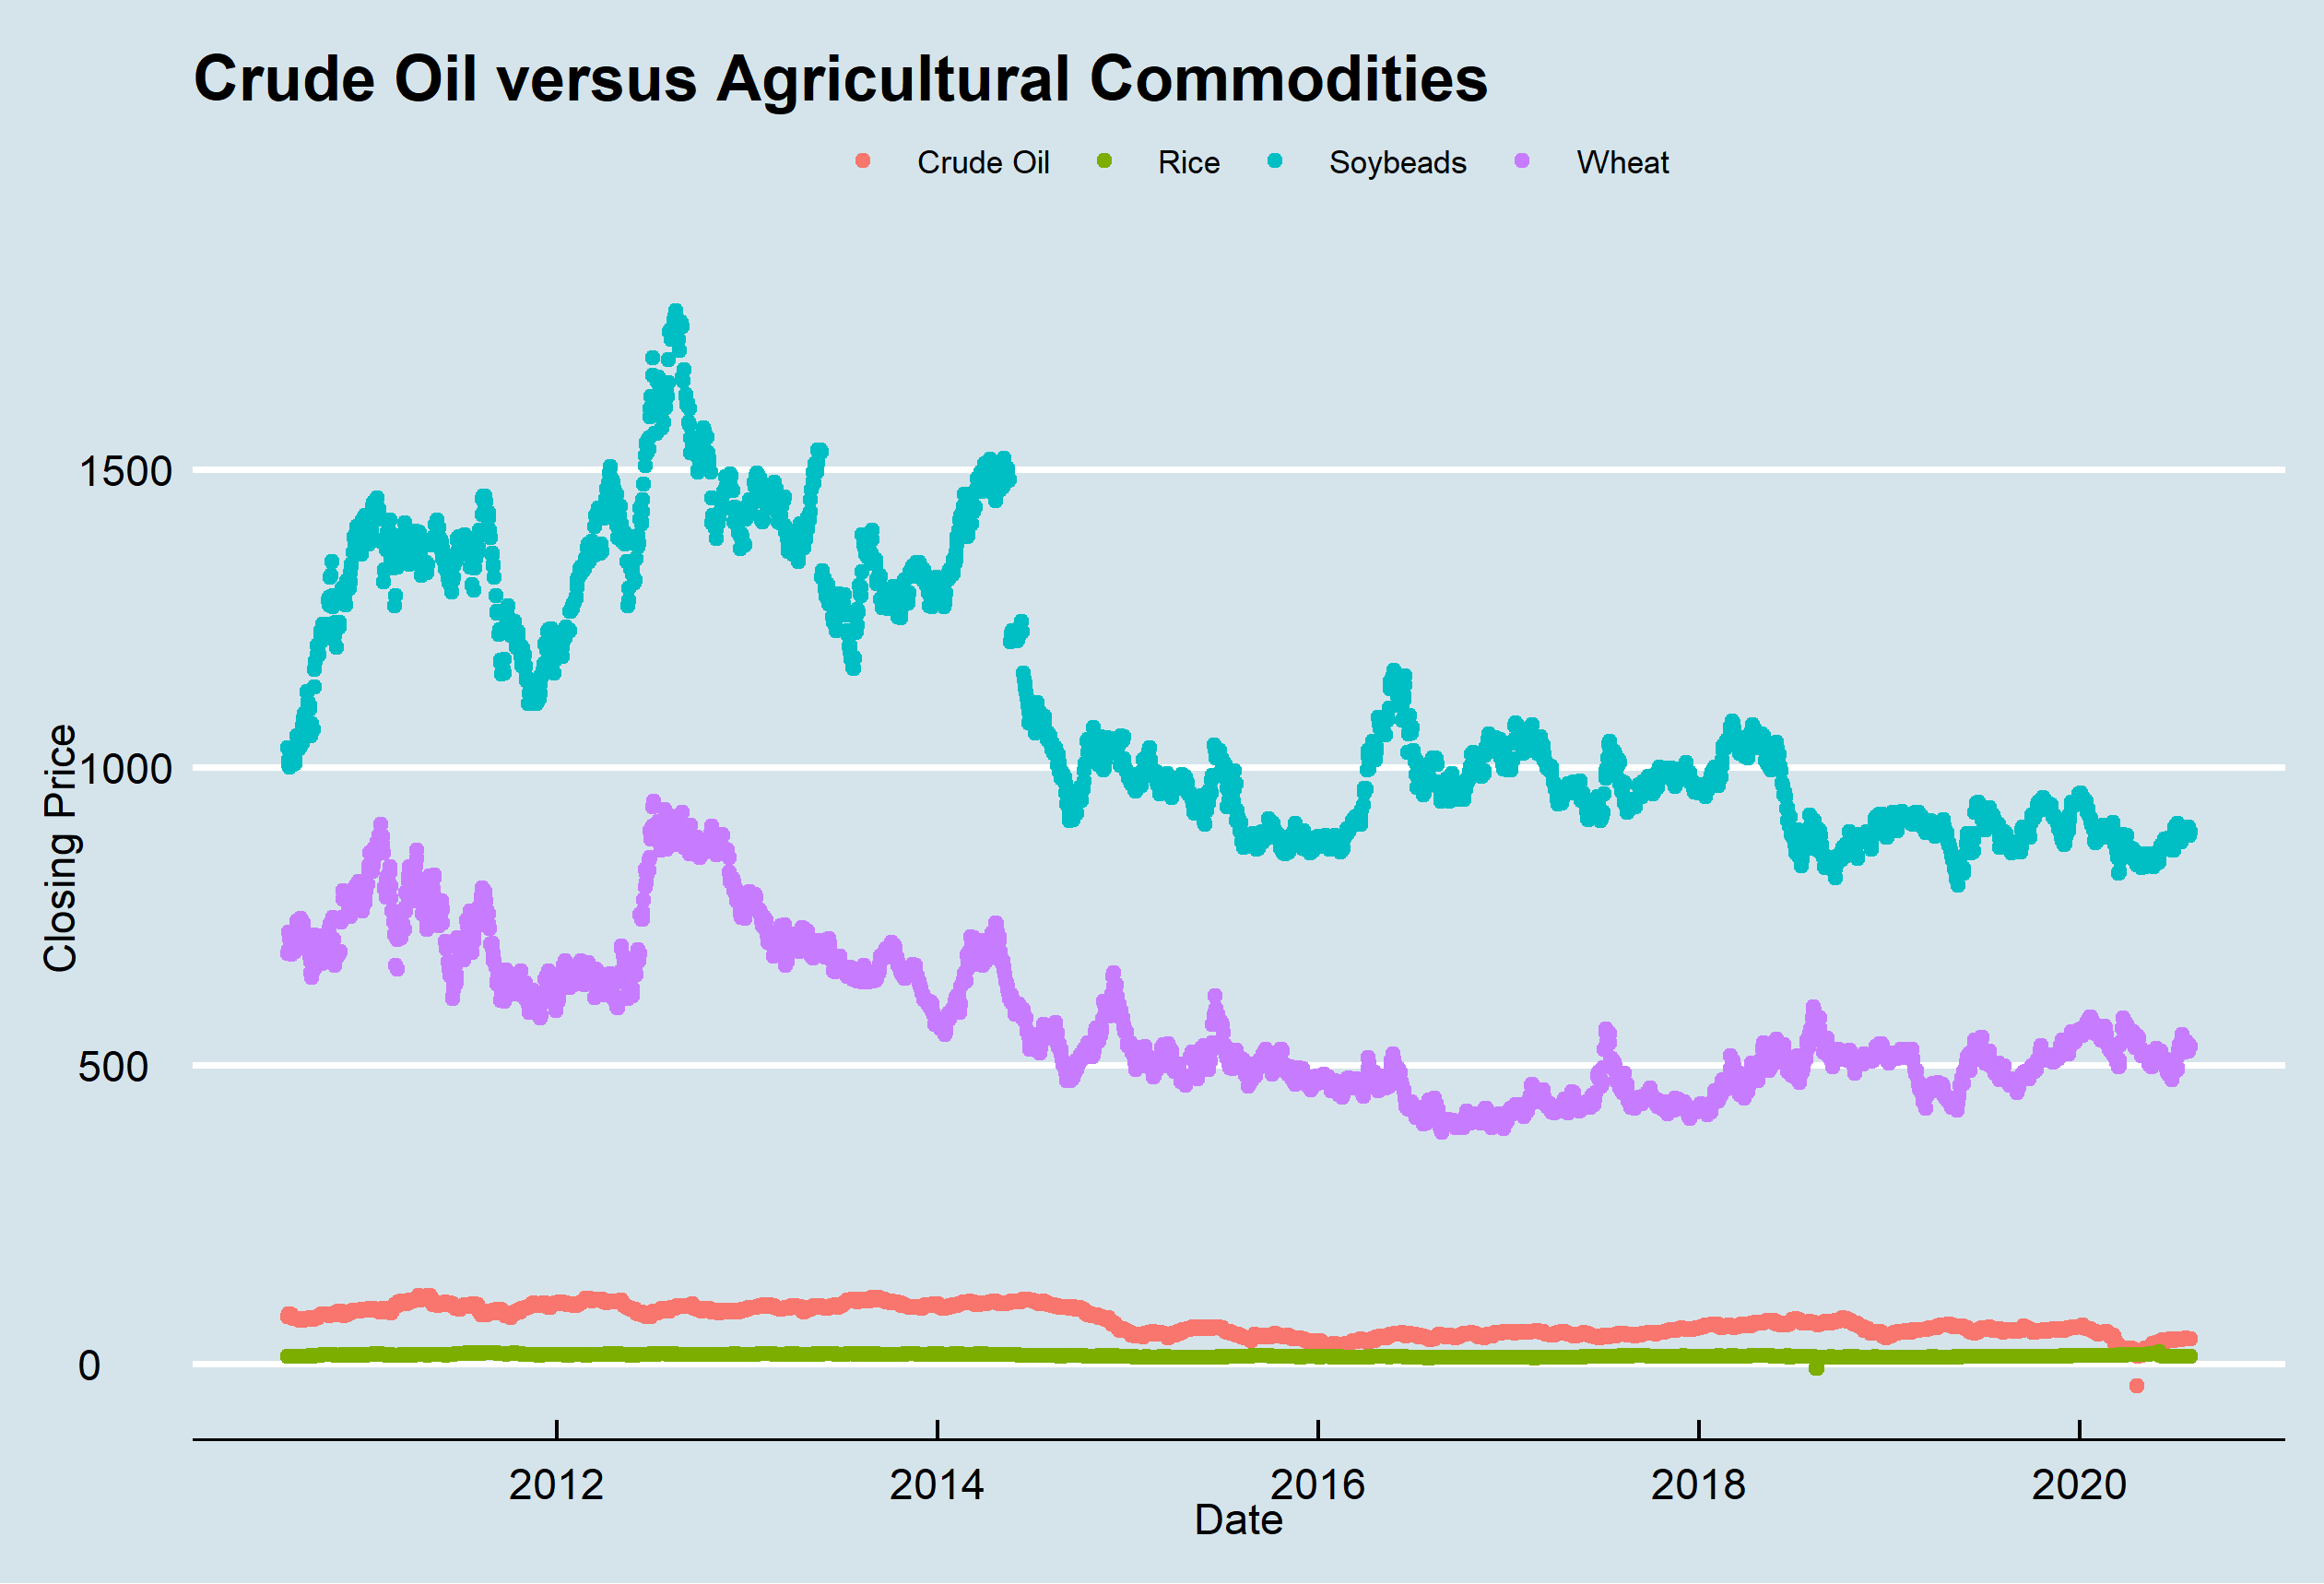 Crude Oil versus Agricultural Commodities
Crude Oil Rice Soybeads Wheat
1500
1000
500
0
Closing Price
2012 2014 2016 2018 2020
Date